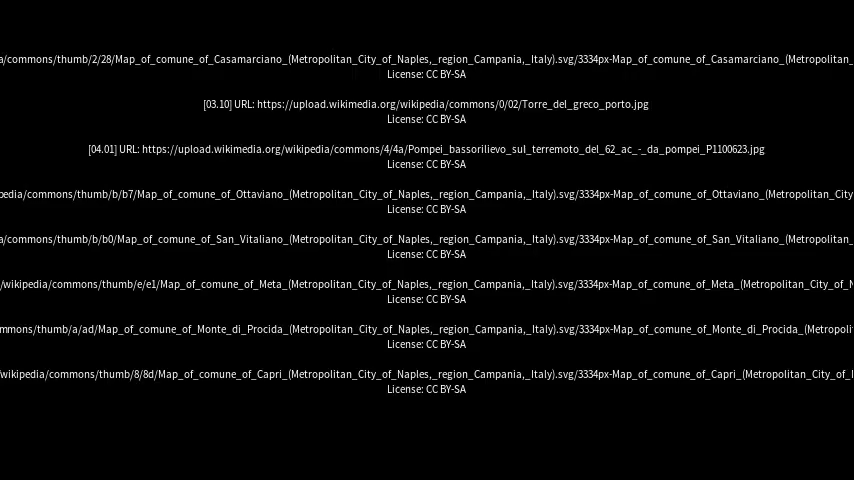 a/commons/thumb/2/28/Map_of_comune_of_Casamarciano_(Metropolitan_City_of_Naples,_region_Campania,_Italy).svg/3334px-Map_of_comune_of_Casamarciano_(Metropolitan_
License: CC BY-SA
[03.10] URL: https://upload.wikimedia.org/wikipedia/commons/0/02/Torre_del_greco_porto.jpg
License: CC BY-SA
[04.01] URL: https://upload.wikimedia.org/wikipedia/commons/4/4a/Pompei_bassorilievo_sul_terremoto_del_62_ac_-_da_pompei_P1100623.jpg
License: CC BY-SA
pedia/commons/thumb/b/b7/Map_of_comune_of_Ottaviano_(Metropolitan_City_of_Naples,_region_Campania,_Italy).svg/3334px-Map_of_comune_of_Ottaviano_(Metropolitan_City
License: CC BY-SA
a/commons/thumb/b/b0/Map_of_comune_of_San_Vitaliano_(Metropolitan_City_of_Naples,_region_Campania,_Italy).svg/3334px-Map_of_comune_of_San_Vitaliano_(Metropolitan_
License: CC BY-SA
/wikipedia/commons/thumb/e/e1/Map_of_comune_of_Meta_(Metropolitan_City_of_Naples,_region_Campania,_Italy).svg/3334px-Map_of_comune_of_Meta_(Metropolitan_City_of_N
License: CC BY-SA
mmons/thumb/a/ad/Map_of_comune_of_Monte_di_Procida_(Metropolitan_City_of_Naples,_region_Campania,_Italy).svg/3334px-Map_of_comune_of_Monte_di_Procida_(Metropolit
License: CC BY-SA
/wikipedia/commons/thumb/8/8d/Map_of_comune_of_Capri_(Metropolitan_City_of_Naples,_region_Campania,_Italy).svg/3334px-Map_of_comune_of_Capri_(Metropolitan_City_of_
License: CC BY-SA